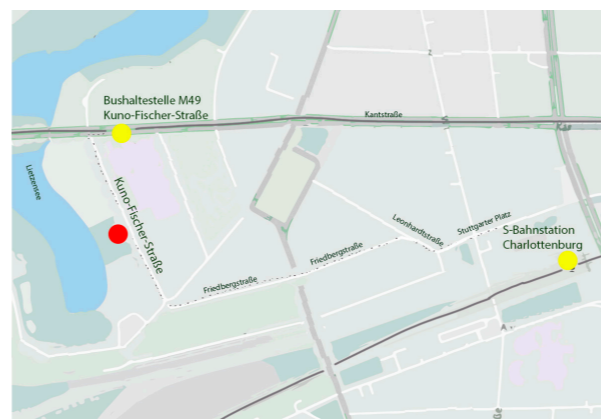 Bushaltestelle M49
Kuno-Fischer-Straße
Kantstraße
Lietzensee
Kuno-Fischer-Straße
Leonhardtstraße
Stuttgarter Platz
S-Bahnstation
Charlottenburg
Friedbergstraße
Friedbergstraße